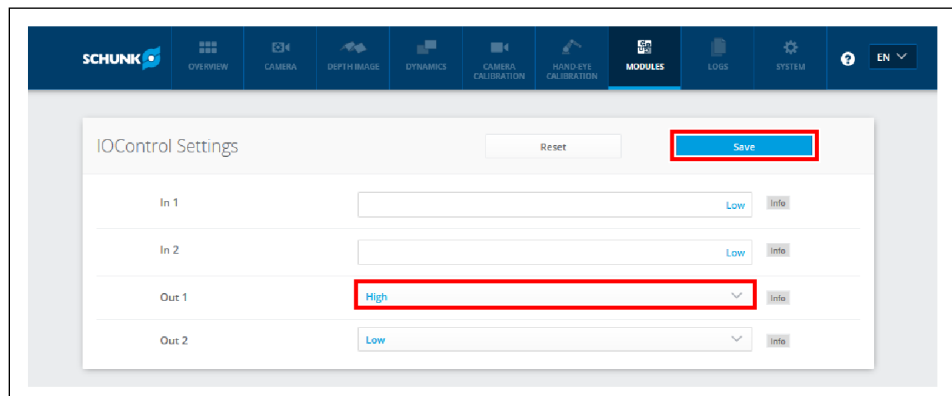 SCHUNK
OVERVIEW
CAMERA
DEPTH IMAGE
DYNAMICS
CAMERA
CALIBRATION
HAND-EYE
CALIBRATION
MODULES
LOGS
SYSTEM
?
EN
IOControl Settings
Reset
Save
In 1
Low
Info
In 2
Low
Info
Out 1
High
Info
Out 2
Low
Info